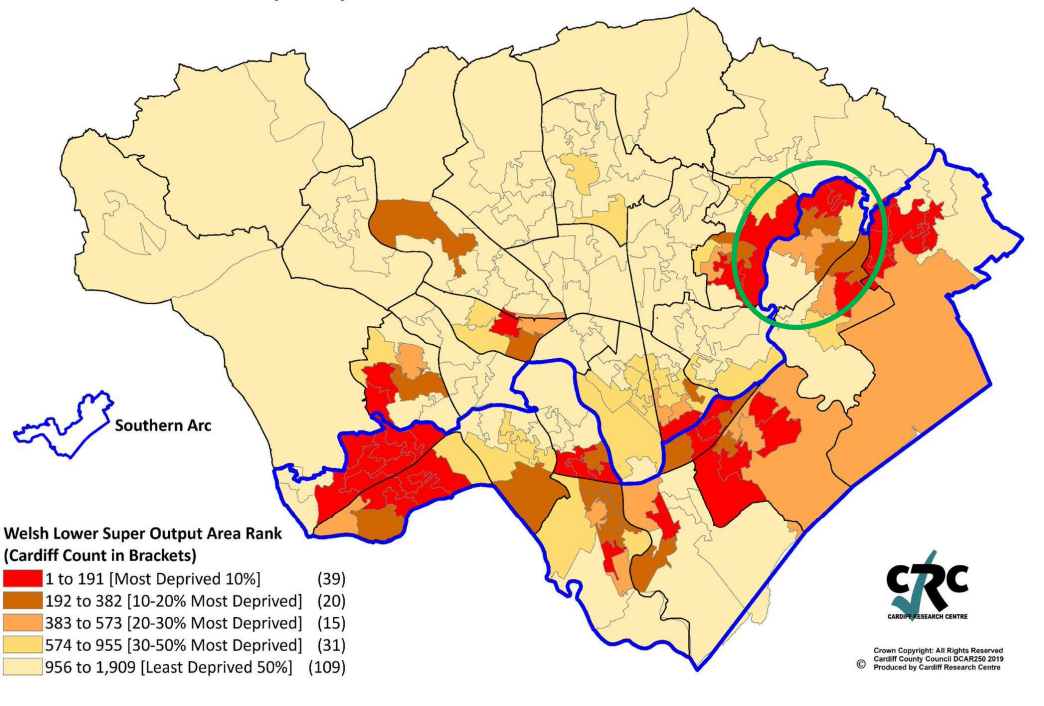 Southern Arc
Welsh Lower Super Output Area Rank
(Cardiff Count in Brackets)
1 to 191 [Most Deprived 10%] (39)
192 to 382 [10-20% Most Deprived] (20)
383 to 573 [20-30% Most Deprived] (15)
574 to 955 [30-50% Most Deprived] (31)
956 to 1,909 [Least Deprived 50%] (109)
CRC
CARDIFF RESEARCH CENTRE
Crown Copyright: All Rights Reserved
© Cardiff County Council DCAR250 2019
Produced by Cardiff Research Centre